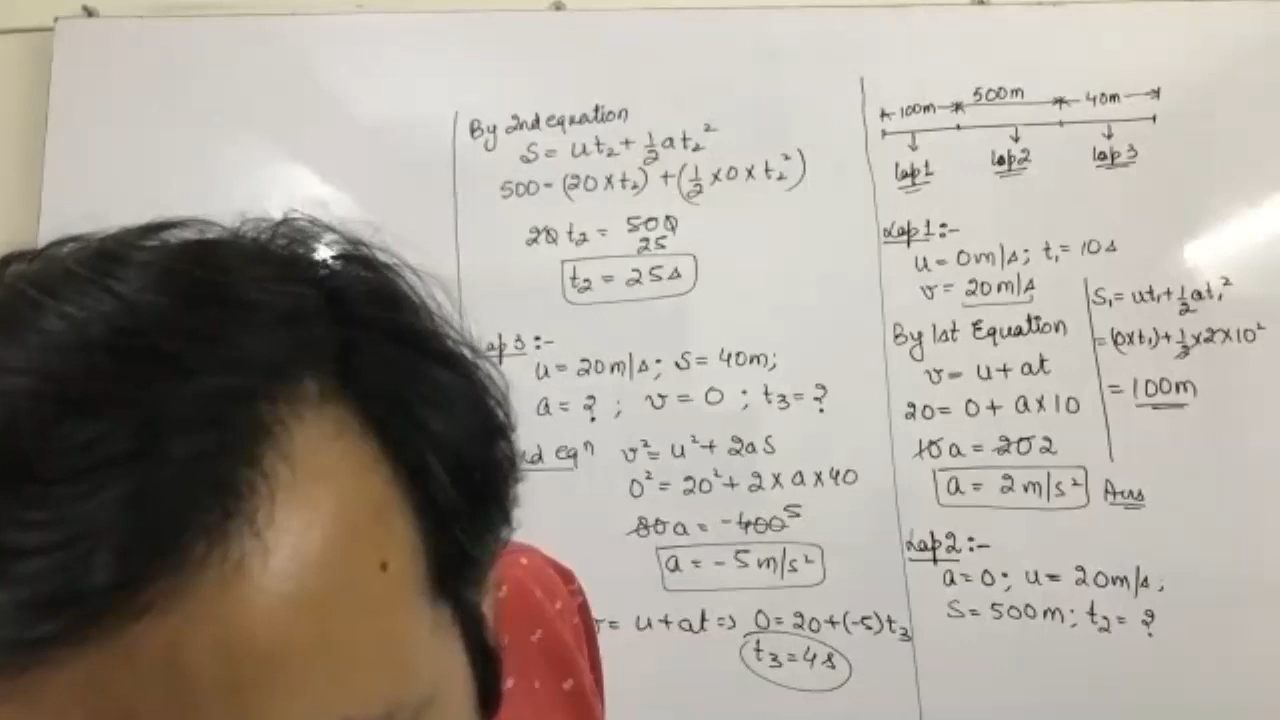 By 2nd equation
S = ut₂ + ½at₂²
500 = (20×t₂) + (½×0×t₂²)
20 t₂ = 500
25
t₂ = 25s
ap 3 :-
u = 20m/s; S = 40m;
a = ? ; v = 0 ; t₃ = ?
nd eqⁿ v² = u² + 2aS
0² = 20² + 2×a×40
80a = -400 5
a = -5m/s²
= u+at ⇒ 0 = 20+(-5)t₃
t₃ = 4s
100m 500m 40m
Lap1 Lap2 Lap3
Lap1:-
u = 0m/s; t₁ = 10s
v = 20m/s
By 1st Equation
v = u + at
20 = 0 + a×10
10a = 20 2
a = 2m/s² Ans
S₁ = ut₁+½at₁²
= (0×t₁)+½×2×10²
= 100m
Lap2:-
a=0; u = 20m/s;
S = 500m; t₂ = ?